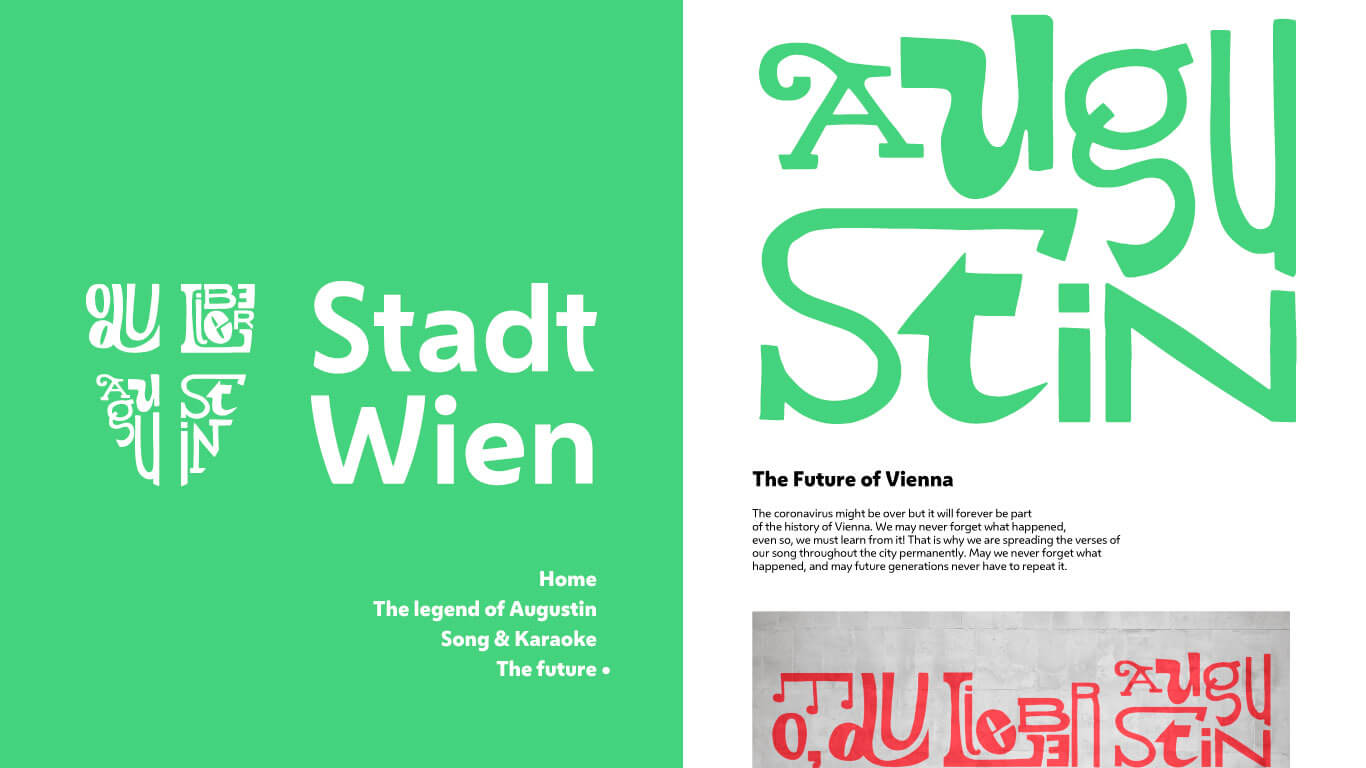 O dU LiEBER
AUgU StiN
Stadt
Wien
Home
The legend of Augustin
Song & Karaoke
The future •
AUgU
StiN
The Future of Vienna
The coronavirus might be over but it will forever be part
of the history of Vienna. We may never forget what happened,
even so, we must learn from it! That is why we are spreading the verses of
our song throughout the city permanently. May we never forget what
happened, and may future generations never have to repeat it.
O, dU LiEBER AUgU
StiN